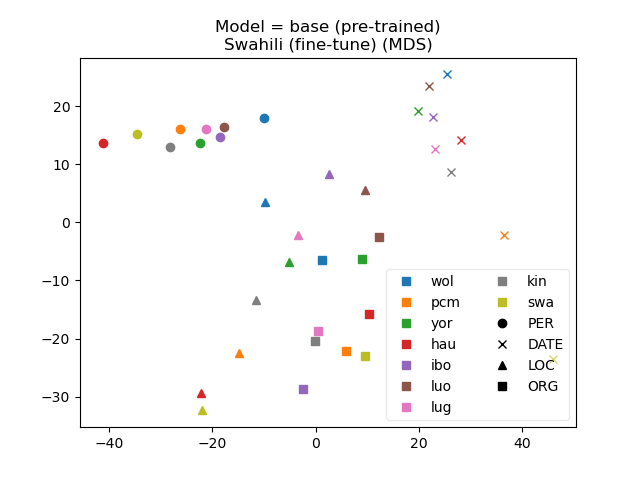 Model = base (pre-trained)
Swahili (fine-tune) (MDS)
20
10
0
−10
−20
−30
−40
−20
0
20
40
wol
pcm
yor
hau
ibo
luo
lug
kin
swa
PER
DATE
LOC
ORG